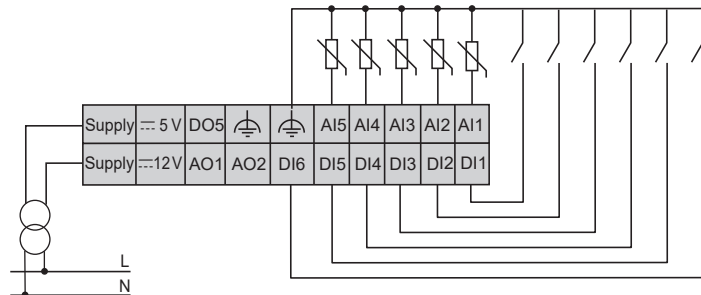 Supply ⎓ 5 V DO5 AI5 AI4 AI3 AI2 AI1
Supply ⎓12V AO1 AO2 DI6 DI5 DI4 DI3 DI2 DI1
L
N